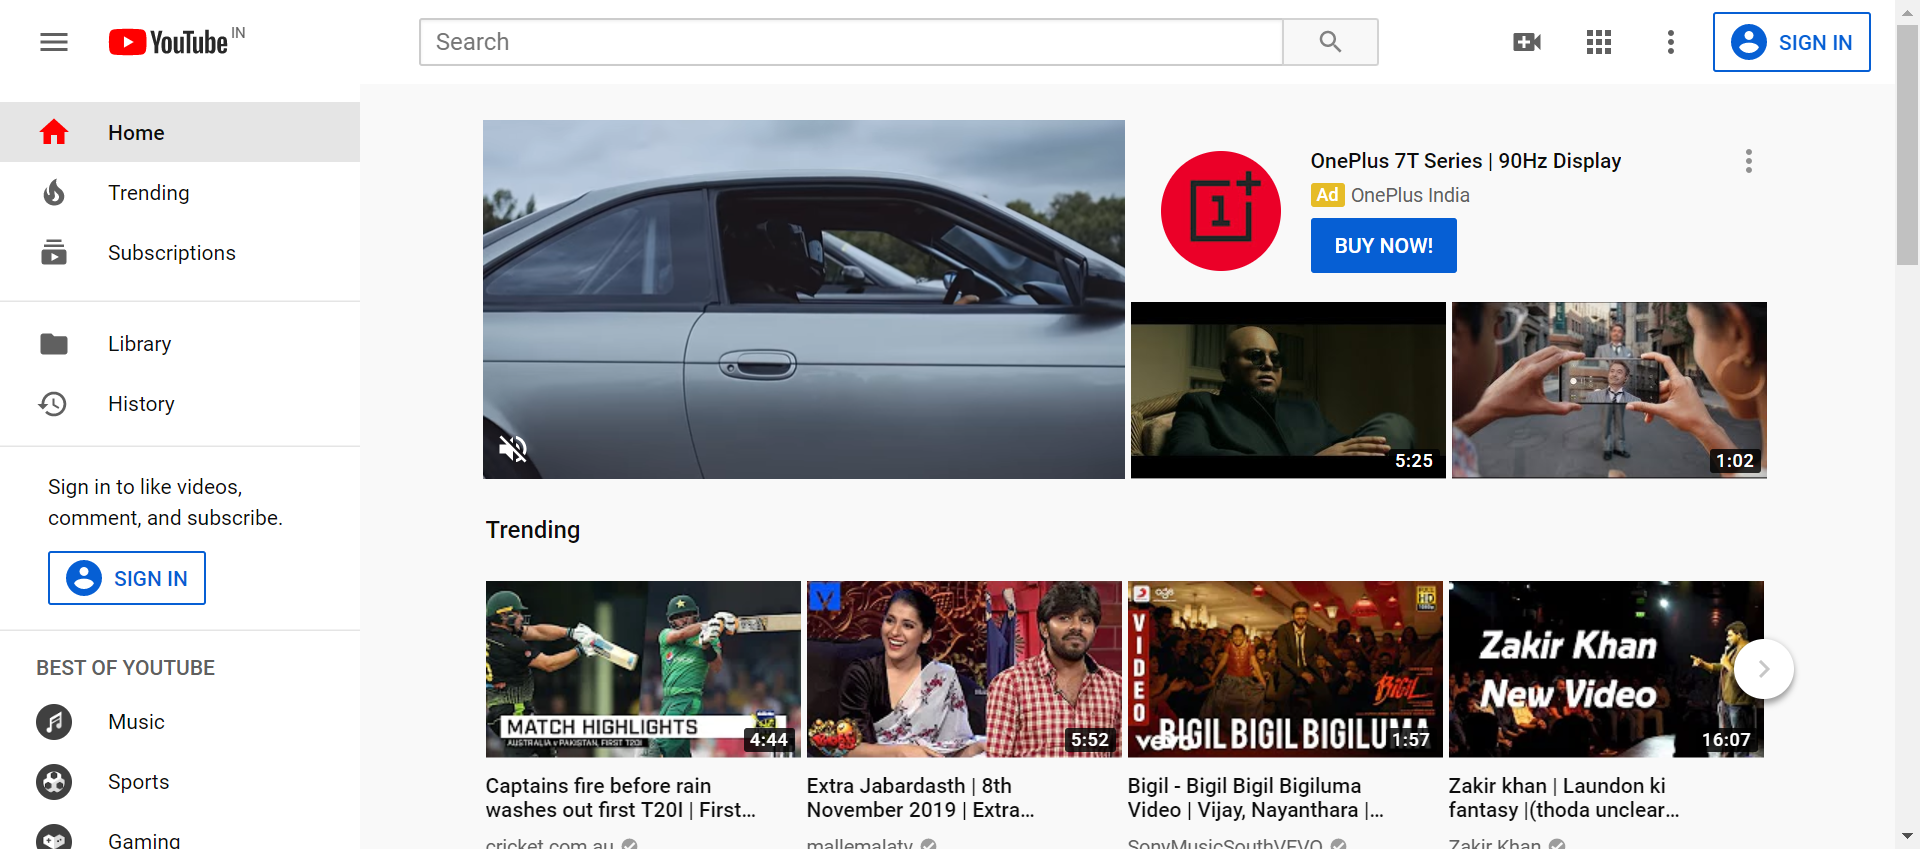 YouTube IN
Search
SIGN IN
Home
Trending
Subscriptions
Library
History
Sign in to like videos,
comment, and subscribe.
SIGN IN
BEST OF YOUTUBE
Music
Sports
Gaming
OnePlus 7T Series | 90Hz Display
Ad OnePlus India
BUY NOW!
5:25
1:02
Trending
MATCH HIGHLIGHTS
AUSTRALIA v PAKISTAN, FIRST T20I
4:44
Captains fire before rain
washes out first T20I | First...
cricket.com.au
5:52
Extra Jabardasth | 8th
November 2019 | Extra...
mallemalatv
VIDEO
HD
BIGIL
BIGIL BIGIL BIGILUMA
vevo
1:57
Bigil - Bigil Bigil Bigiluma
Video | Vijay, Nayanthara |...
SonyMusicSouthVEVO
Zakir Khan
New Video
16:07
Zakir khan | Laundon ki
fantasy |(thoda unclear...
Zakir Khan